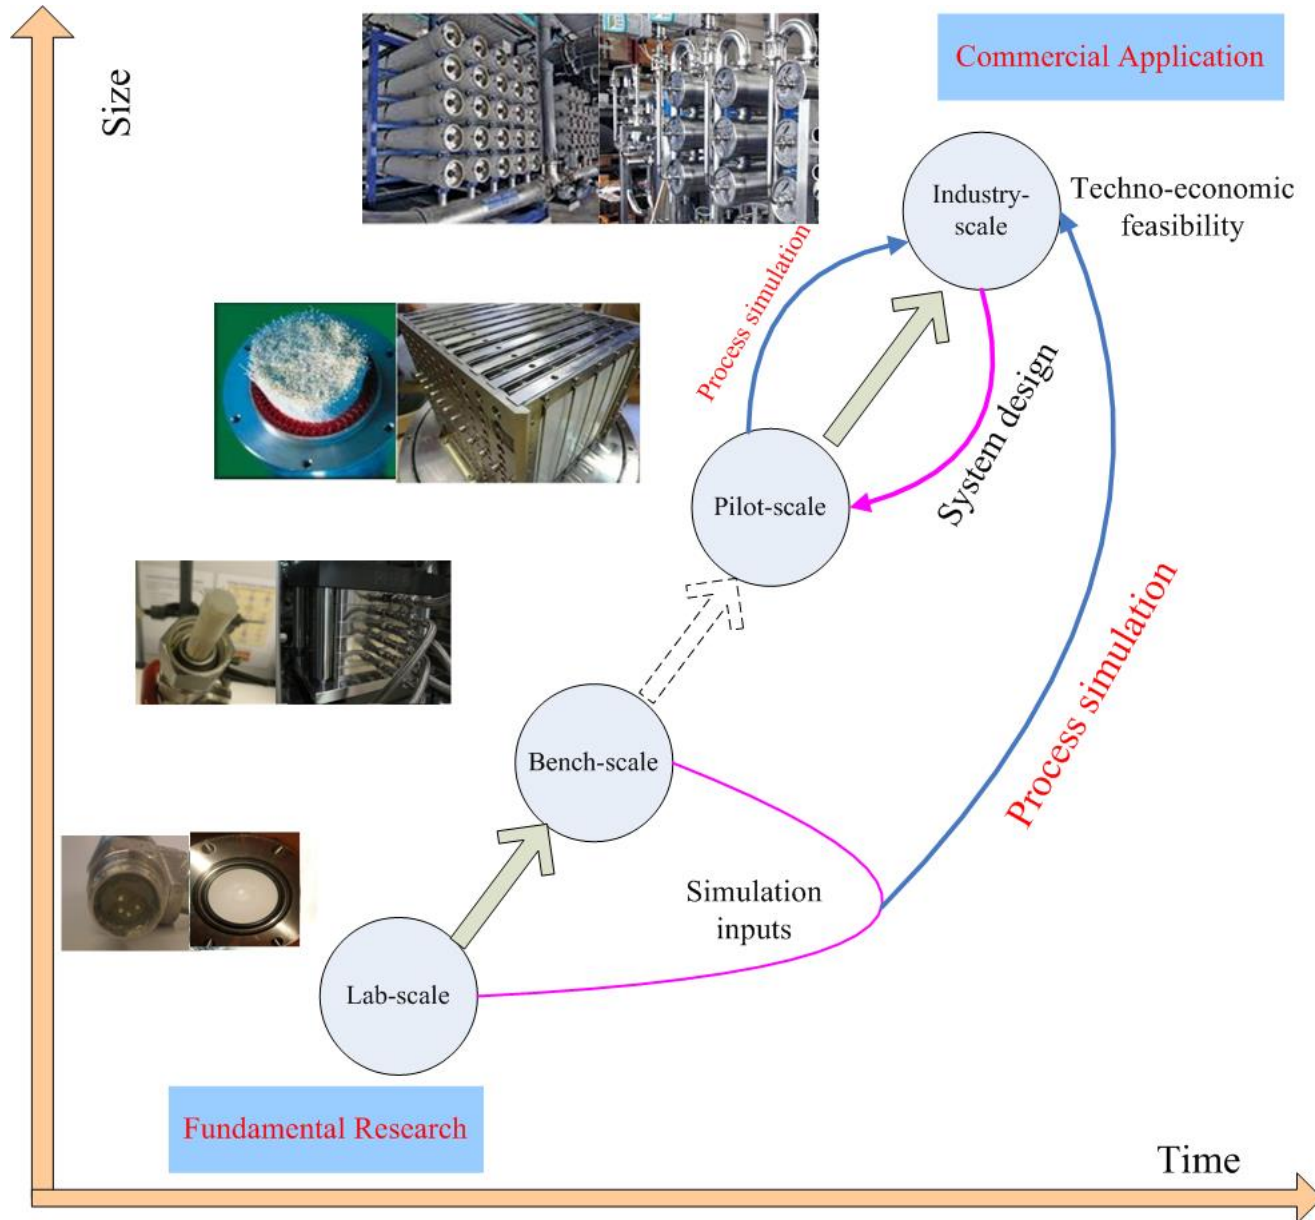 Size
Commercial Application
Industry-
scale
Techno-economic
feasibility
Process simulation
System design
Pilot-scale
Process simulation
Bench-scale
Simulation
inputs
Lab-scale
Fundamental Research
Time